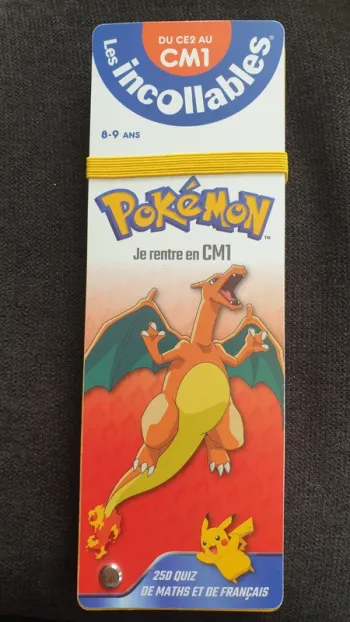 DU CE2 AU
CM1
Les incollables®
8-9 ANS
POKéMON™
Je rentre en CM1
250 QUIZ
DE MATHS ET DE FRANÇAIS